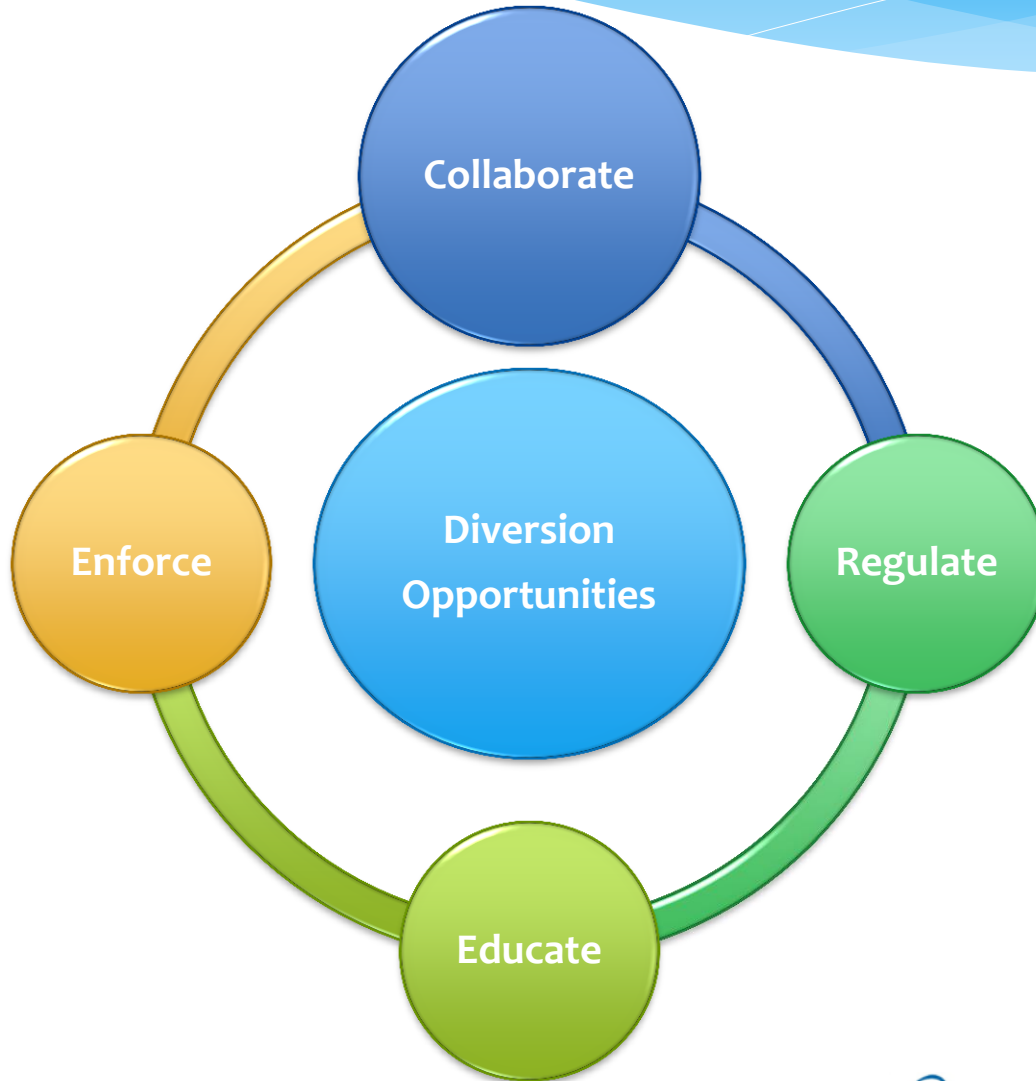 Collaborate
Enforce
Diversion
Opportunities
Regulate
Educate